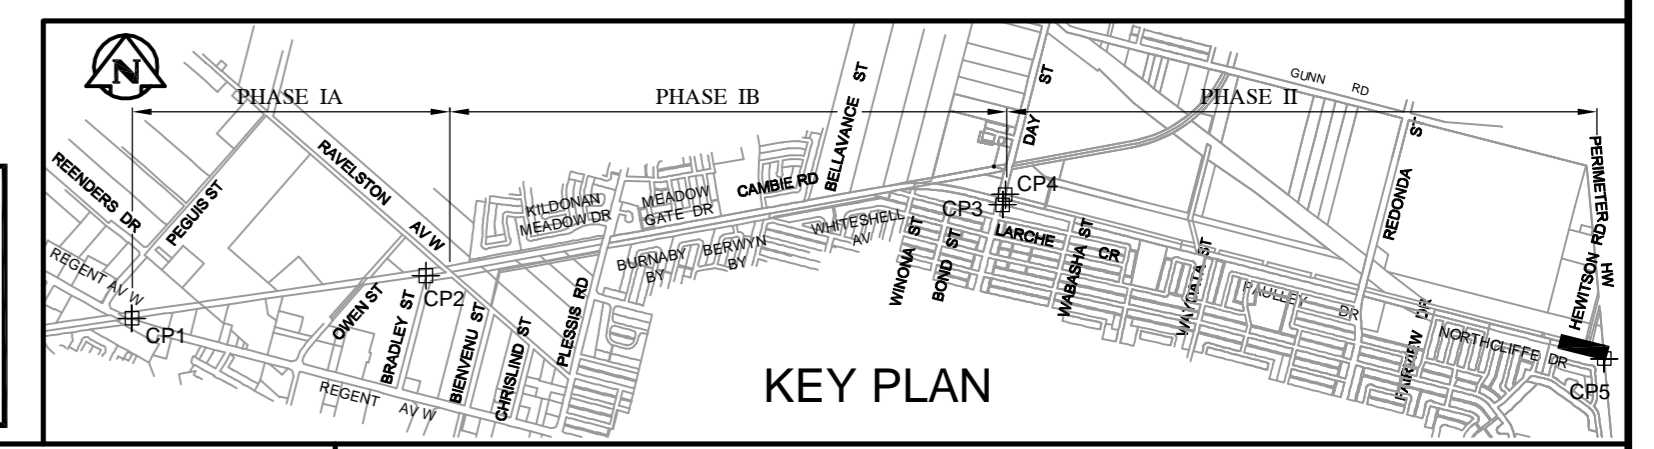 N
PHASE IA
PHASE IB
PHASE II
GUNN RD
REENDERS DR
PEGUIS ST
RAVELSTON AV W
REGENT AV W
CP1
OWEN ST
BRADLEY ST
CP2
BIENVENU ST
CHRISLIND ST
REGENT AV W
KILDONAN
MEADOW DR
MEADOW
GATE DR
CAMBIE RD
BELLAVANCE ST
PLESSIS RD
BURNABY
BY
BERWYN
BY
WHITESHELL
AV
WINONA ST
BOND ST
DAY ST
CP4
CP3
LARCHE CR
WABASHA ST
WAYDATA ST
PAULLEY DR
REDONDA ST
FAIRVIEW DR
NORTHCLIFFE DR
HEWITSON RD
PERIMETER HW
CP5
KEY PLAN